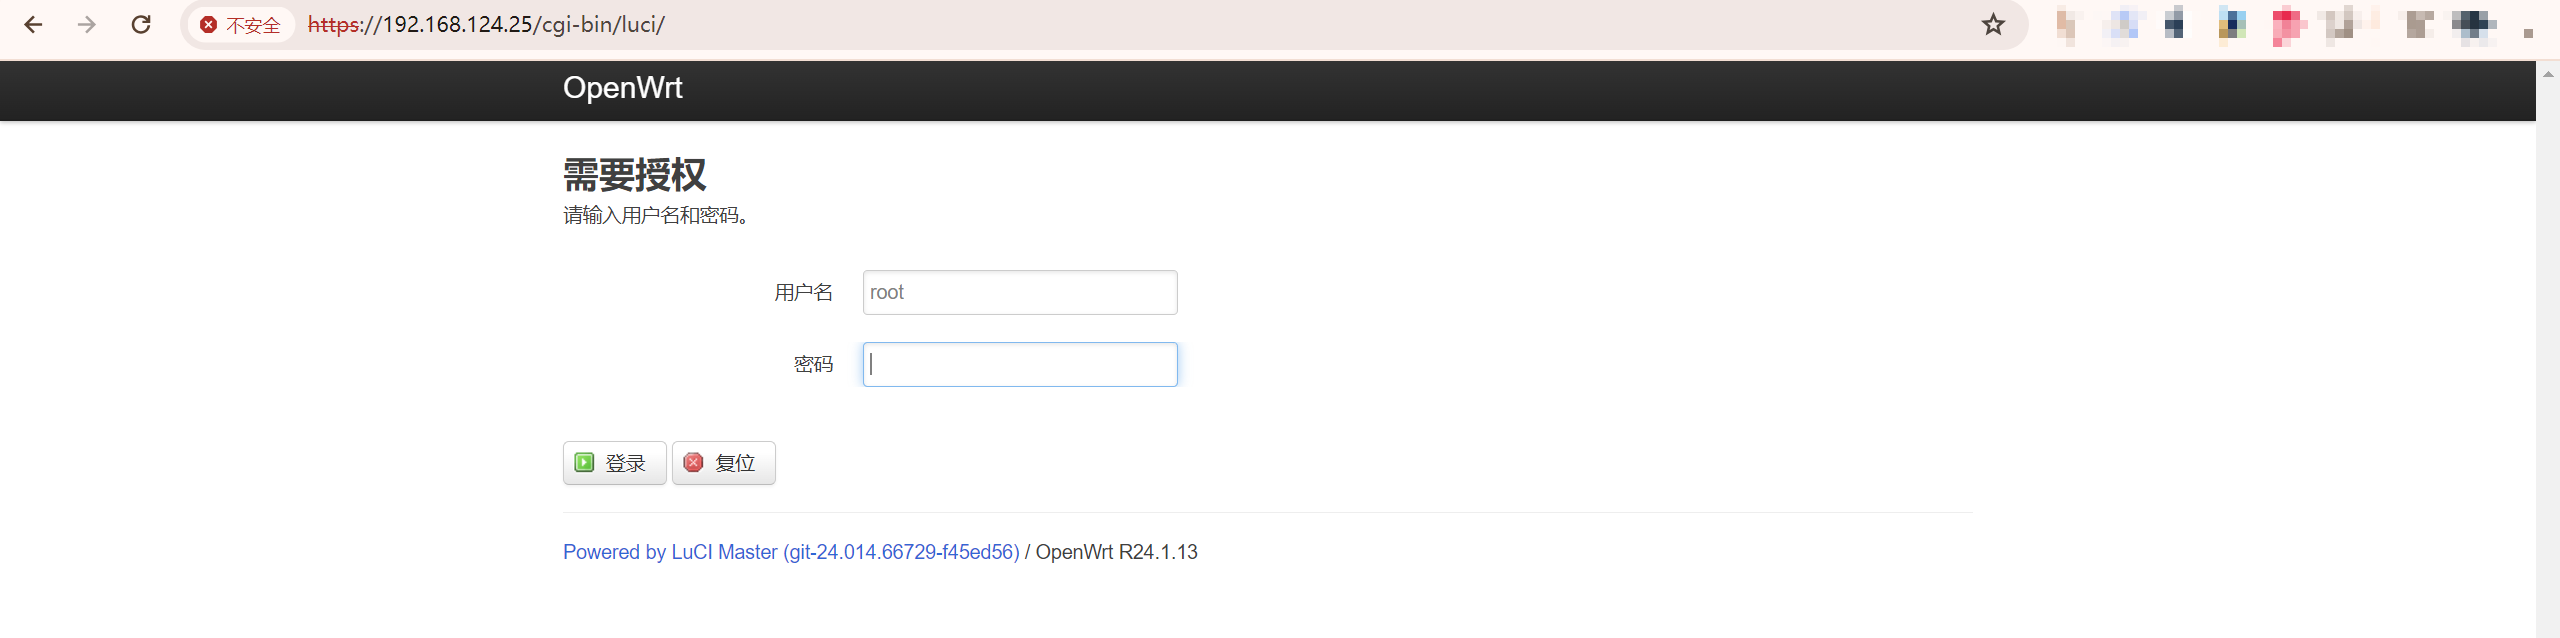 不安全 https://192.168.124.25/cgi-bin/luci/
OpenWrt
需要授权
请输入用户名和密码。
用户名 root
密码
登录 复位
Powered by LuCI Master (git-24.014.66729-f45ed56) / OpenWrt R24.1.13